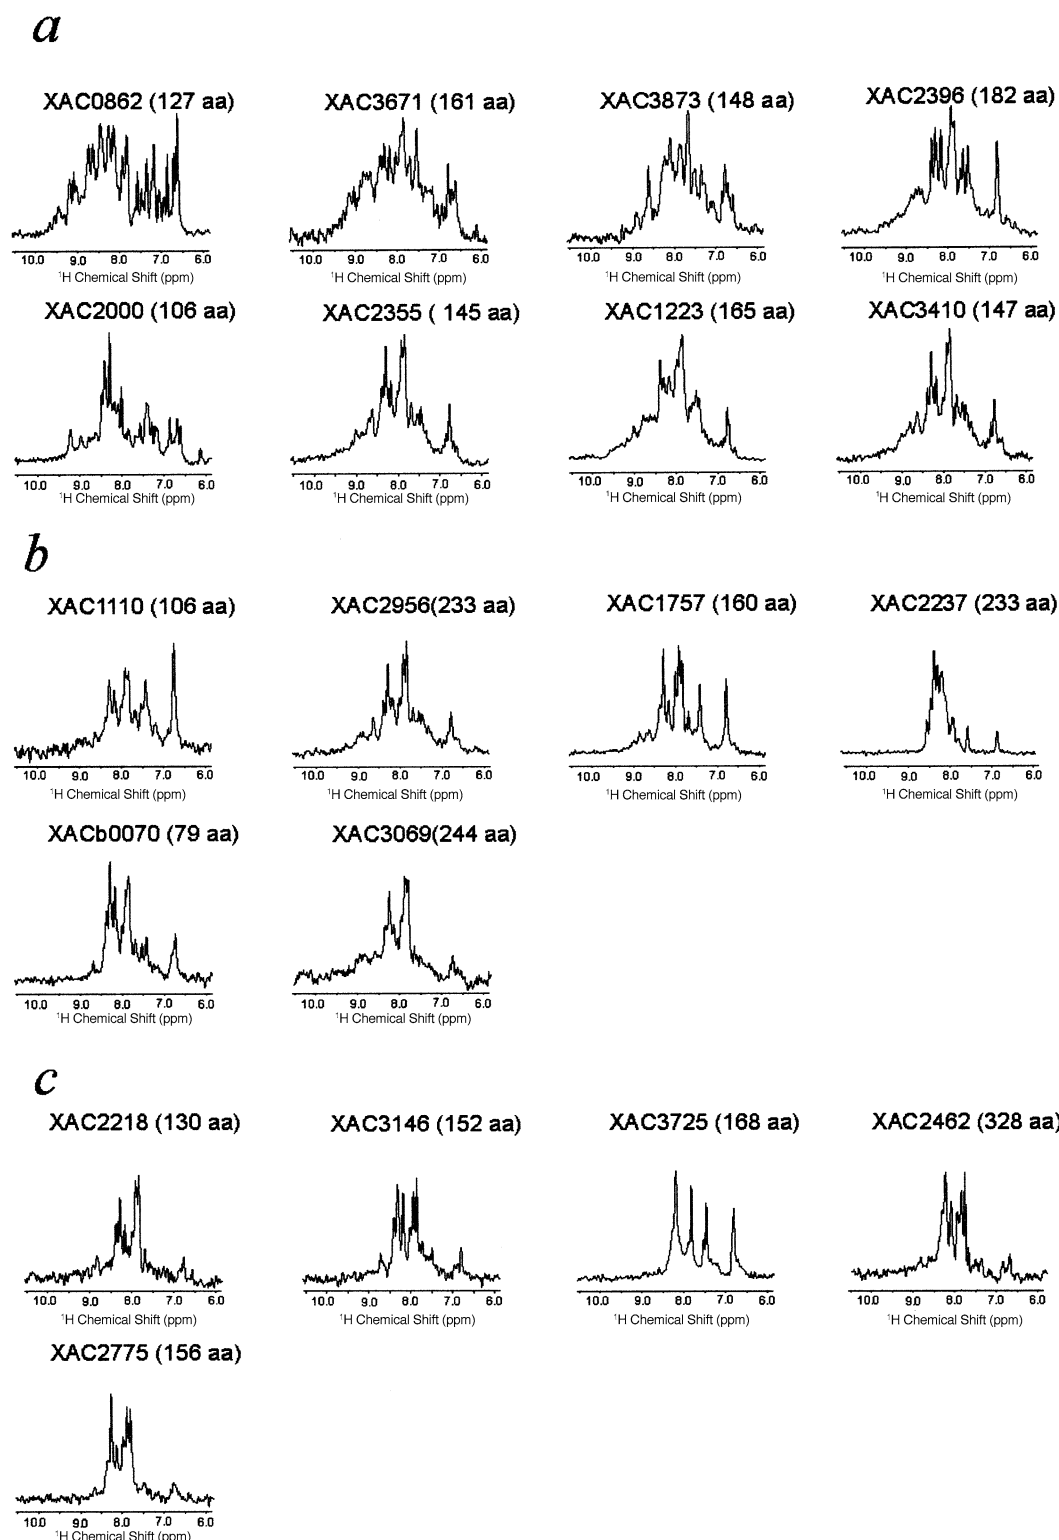 a
XAC0862 (127 aa) XAC3671 (161 aa) XAC3873 (148 aa) XAC2396 (182 aa)
10.0 9.0 8.0 7.0 6.0 10.0 9.0 8.0 7.0 6.0 10.0 9.0 8.0 7.0 6.0 10.0 9.0 8.0 7.0 6.0
¹H Chemical Shift (ppm) ¹H Chemical Shift (ppm) ¹H Chemical Shift (ppm) ¹H Chemical Shift (ppm)
XAC2000 (106 aa) XAC2355 ( 145 aa) XAC1223 (165 aa) XAC3410 (147 aa)
10.0 9.0 8.0 7.0 6.0 10.0 9.0 8.0 7.0 6.0 10.0 9.0 8.0 7.0 6.0 10.0 9.0 8.0 7.0 6.0
¹H Chemical Shift (ppm) ¹H Chemical Shift (ppm) ¹H Chemical Shift (ppm) ¹H Chemical Shift (ppm)
b
XAC1110 (106 aa) XAC2956(233 aa) XAC1757 (160 aa) XAC2237 (233 aa)
10.0 9.0 8.0 7.0 6.0 10.0 9.0 8.0 7.0 6.0 10.0 9.0 8.0 7.0 6.0 10.0 9.0 8.0 7.0 6.0
¹H Chemical Shift (ppm) ¹H Chemical Shift (ppm) ¹H Chemical Shift (ppm) ¹H Chemical Shift (ppm)
XACb0070 (79 aa) XAC3069(244 aa)
10.0 9.0 8.0 7.0 6.0 10.0 9.0 8.0 7.0 6.0
¹H Chemical Shift (ppm) ¹H Chemical Shift (ppm)
c
XAC2218 (130 aa) XAC3146 (152 aa) XAC3725 (168 aa) XAC2462 (328 aa)
10.0 9.0 8.0 7.0 6.0 10.0 9.0 8.0 7.0 6.0 10.0 9.0 8.0 7.0 6.0 10.0 9.0 8.0 7.0 6.0
¹H Chemical Shift (ppm) ¹H Chemical Shift (ppm) ¹H Chemical Shift (ppm) ¹H Chemical Shift (ppm)
XAC2775 (156 aa)
10.0 9.0 8.0 7.0 6.0
¹H Chemical Shift (ppm)